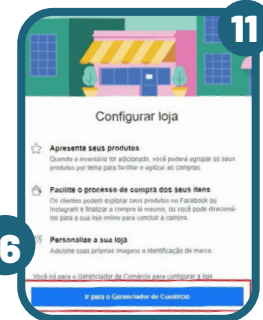 11
Configurar loja
Apresente seus produtos
Quando o inventário for adicionado, você poderá agrupar os seus
produtos por tema para facilitar e agilizar as compras.
Facilite o processo de compra dos seus itens
Os clientes podem explorar seus produtos no Facebook ou
Instagram e finalizar a compra lá mesmo, ou você pode direcioná-
los para a sua loja online para concluir a compra.
6
Personalize a sua loja
Adicione suas próprias imagens e identificação de marca.
Você irá para o Gerenciador de Comércio para configurar a loja
Ir para o Gerenciador de Comércio